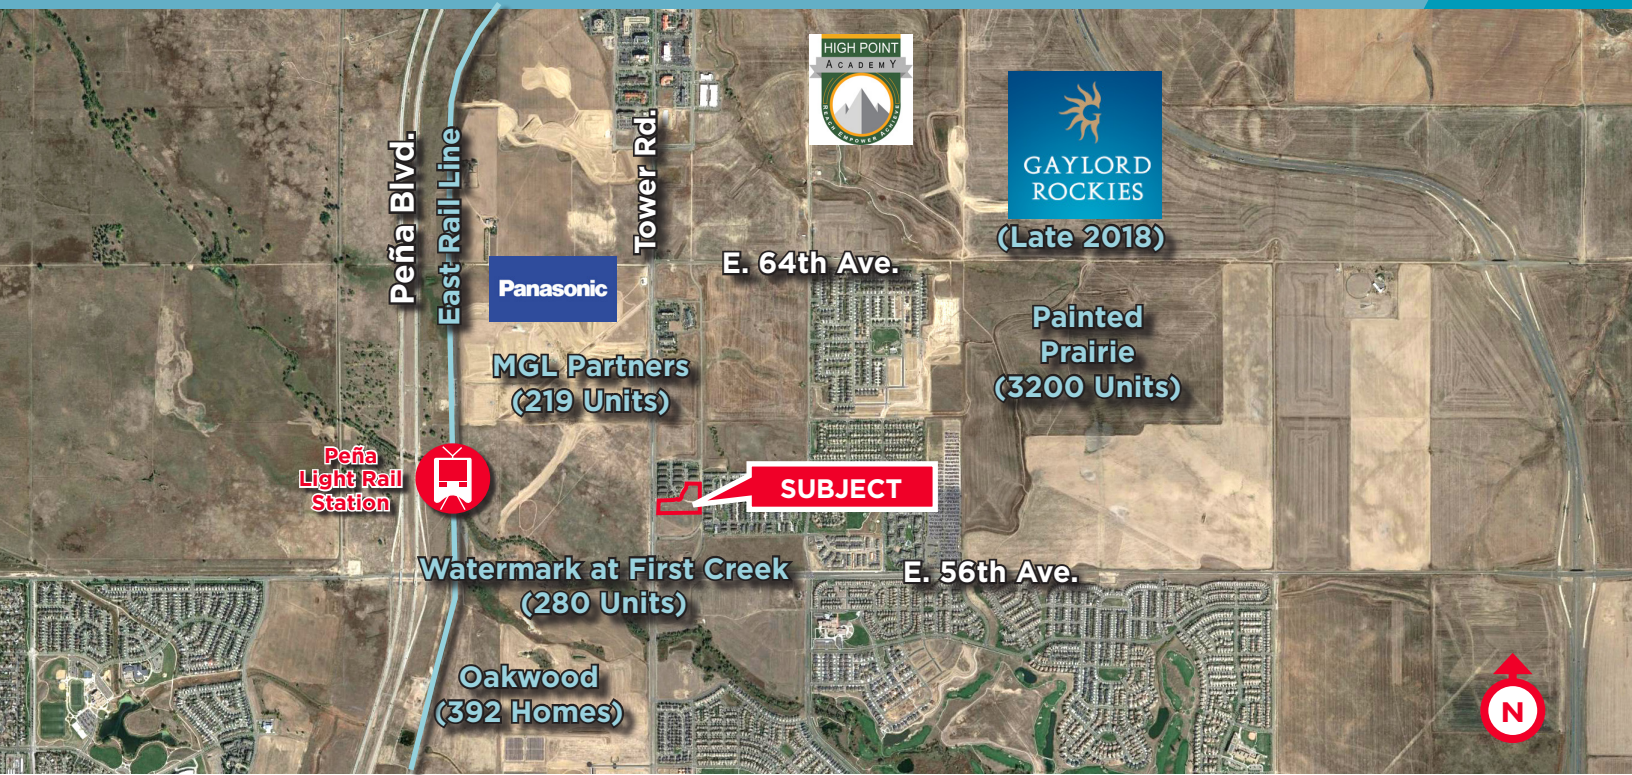 HIGH POINT
ACADEMY
REACH EMPOWER ACHIEVE
GAYLORD
ROCKIES
(Late 2018)
Peña Blvd.
East Rail Line
Tower Rd.
E. 64th Ave.
Panasonic
MGL Partners
(219 Units)
Painted
Prairie
(3200 Units)
Peña
Light Rail
Station
SUBJECT
Watermark at First Creek
(280 Units)
E. 56th Ave.
Oakwood
(392 Homes)
N